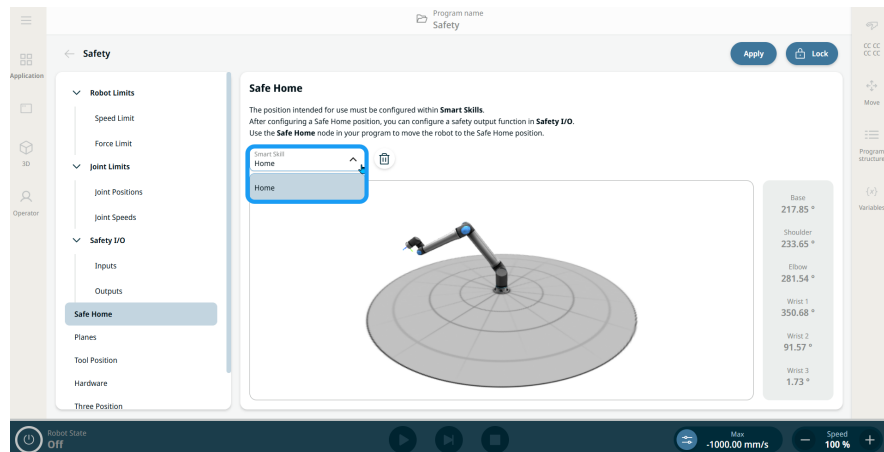 Program name
Safety
Safety
Apply
Lock
CC CC
CC CC
Application
Robot Limits
Speed Limit
Force Limit
Joint Limits
Joint Positions
Joint Speeds
Safety I/O
Inputs
Outputs
Safe Home
Planes
Tool Position
Hardware
Three Position
3D
Operator
Safe Home
The position intended for use must be configured within Smart Skills.
After configuring a Safe Home position, you can configure a safety output function in Safety I/O.
Use the Safe Home node in your program to move the robot to the Safe Home position.
Smart Skill
Home
Home
Base
217.85 °
Shoulder
233.65 °
Elbow
281.54 °
Wrist 1
350.68 °
Wrist 2
91.57 °
Wrist 3
1.73 °
Move
Program
structure
{x}
Variables
Robot State
Off
Max
-1000.00 mm/s
Speed
100 %